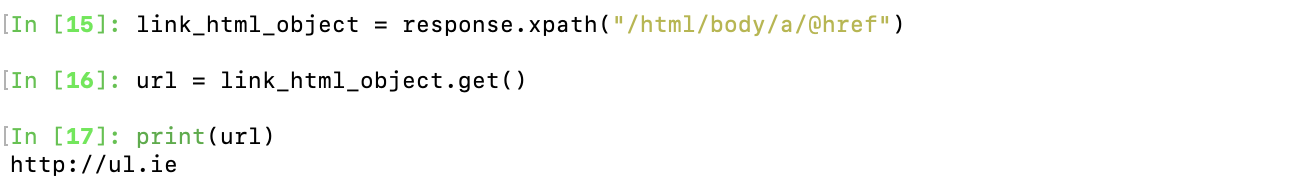 [In [15]: link_html_object = response.xpath("/html/body/a/@href")
[In [16]: url = link_html_object.get()
[In [17]: print(url)
http://ul.ie